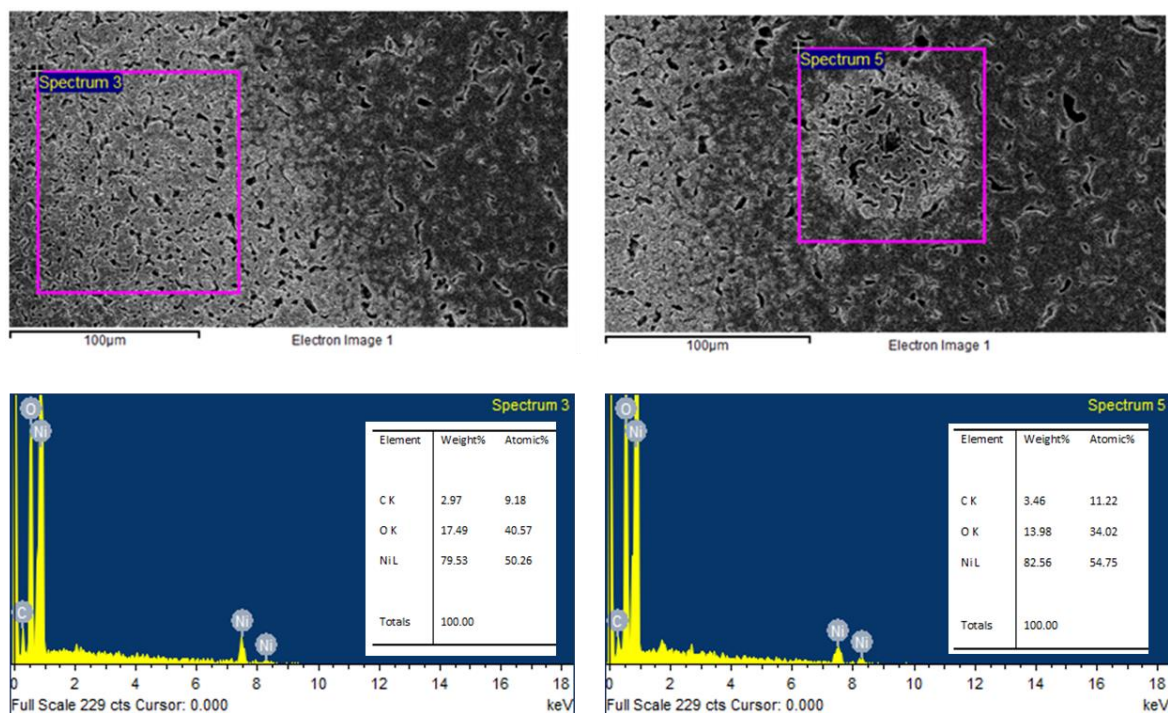 Spectrum 3
100µm
Electron Image 1
Spectrum 5
100µm
Electron Image 1
Spectrum 3
O
Ni
C
Ni
Ni
Element Weight% Atomic%
C K 2.97 9.18
O K 17.49 40.57
Ni L 79.53 50.26
Totals 100.00
0 2 4 6 8 10 12 14 16 18
Full Scale 229 cts Cursor: 0.000 keV
Spectrum 5
O
Ni
C
Ni
Ni
Element Weight% Atomic%
C K 3.46 11.22
O K 13.98 34.02
Ni L 82.56 54.75
Totals 100.00
0 2 4 6 8 10 12 14 16 18
Full Scale 229 cts Cursor: 0.000 keV